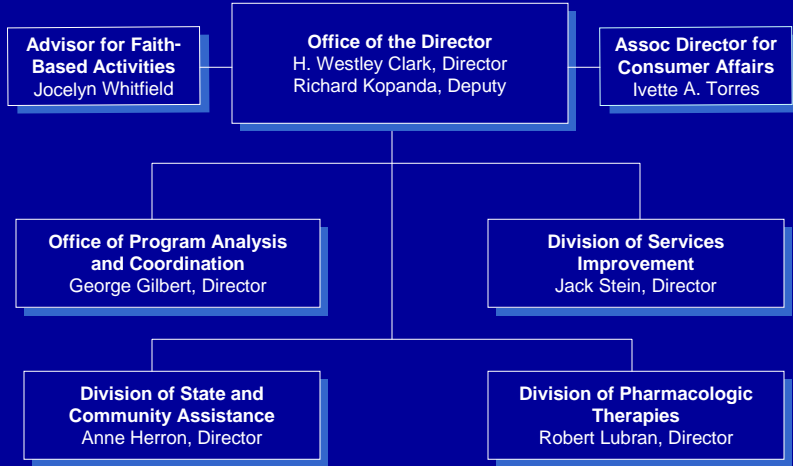 Advisor for Faith-
Based Activities
Jocelyn Whitfield
Office of the Director
H. Westley Clark, Director
Richard Kopanda, Deputy
Assoc Director for
Consumer Affairs
Ivette A. Torres
Office of Program Analysis
and Coordination
George Gilbert, Director
Division of Services
Improvement
Jack Stein, Director
Division of State and
Community Assistance
Anne Herron, Director
Division of Pharmacologic
Therapies
Robert Lubran, Director